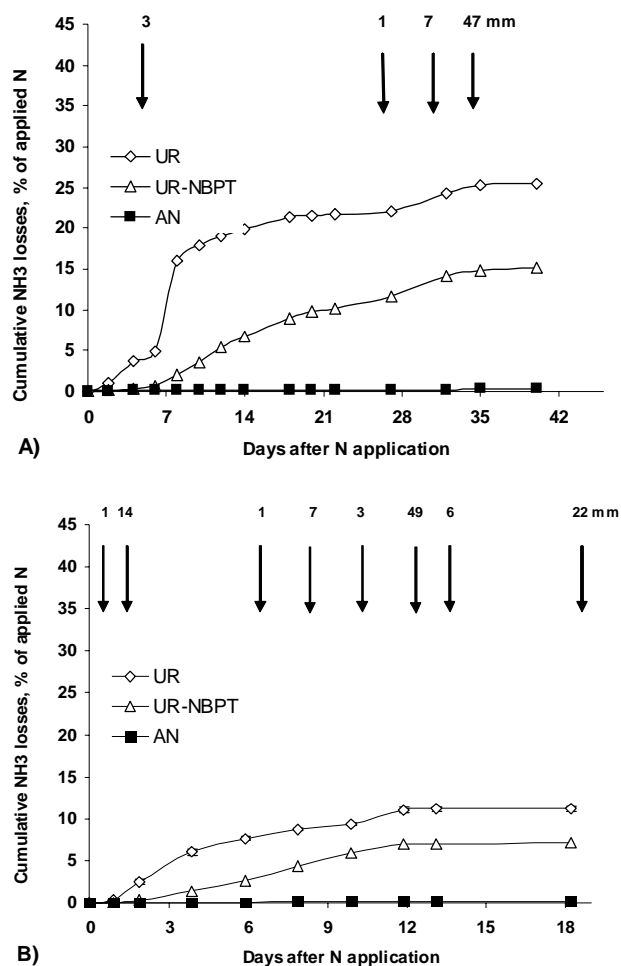 3 1 7 47 mm
45
40
35
30
25
20
15
10
5
0
Cumulative NH3 losses, % of applied N
UR
UR-NBPT
AN
0 7 14 21 28 35 42
Days after N application
A)
1 14 1 7 3 49 6 22 mm
45
40
35
30
25
20
15
10
5
0
Cumulative NH3 losses, % of applied N
UR
UR-NBPT
AN
0 3 6 9 12 15 18
Days after N application
B)